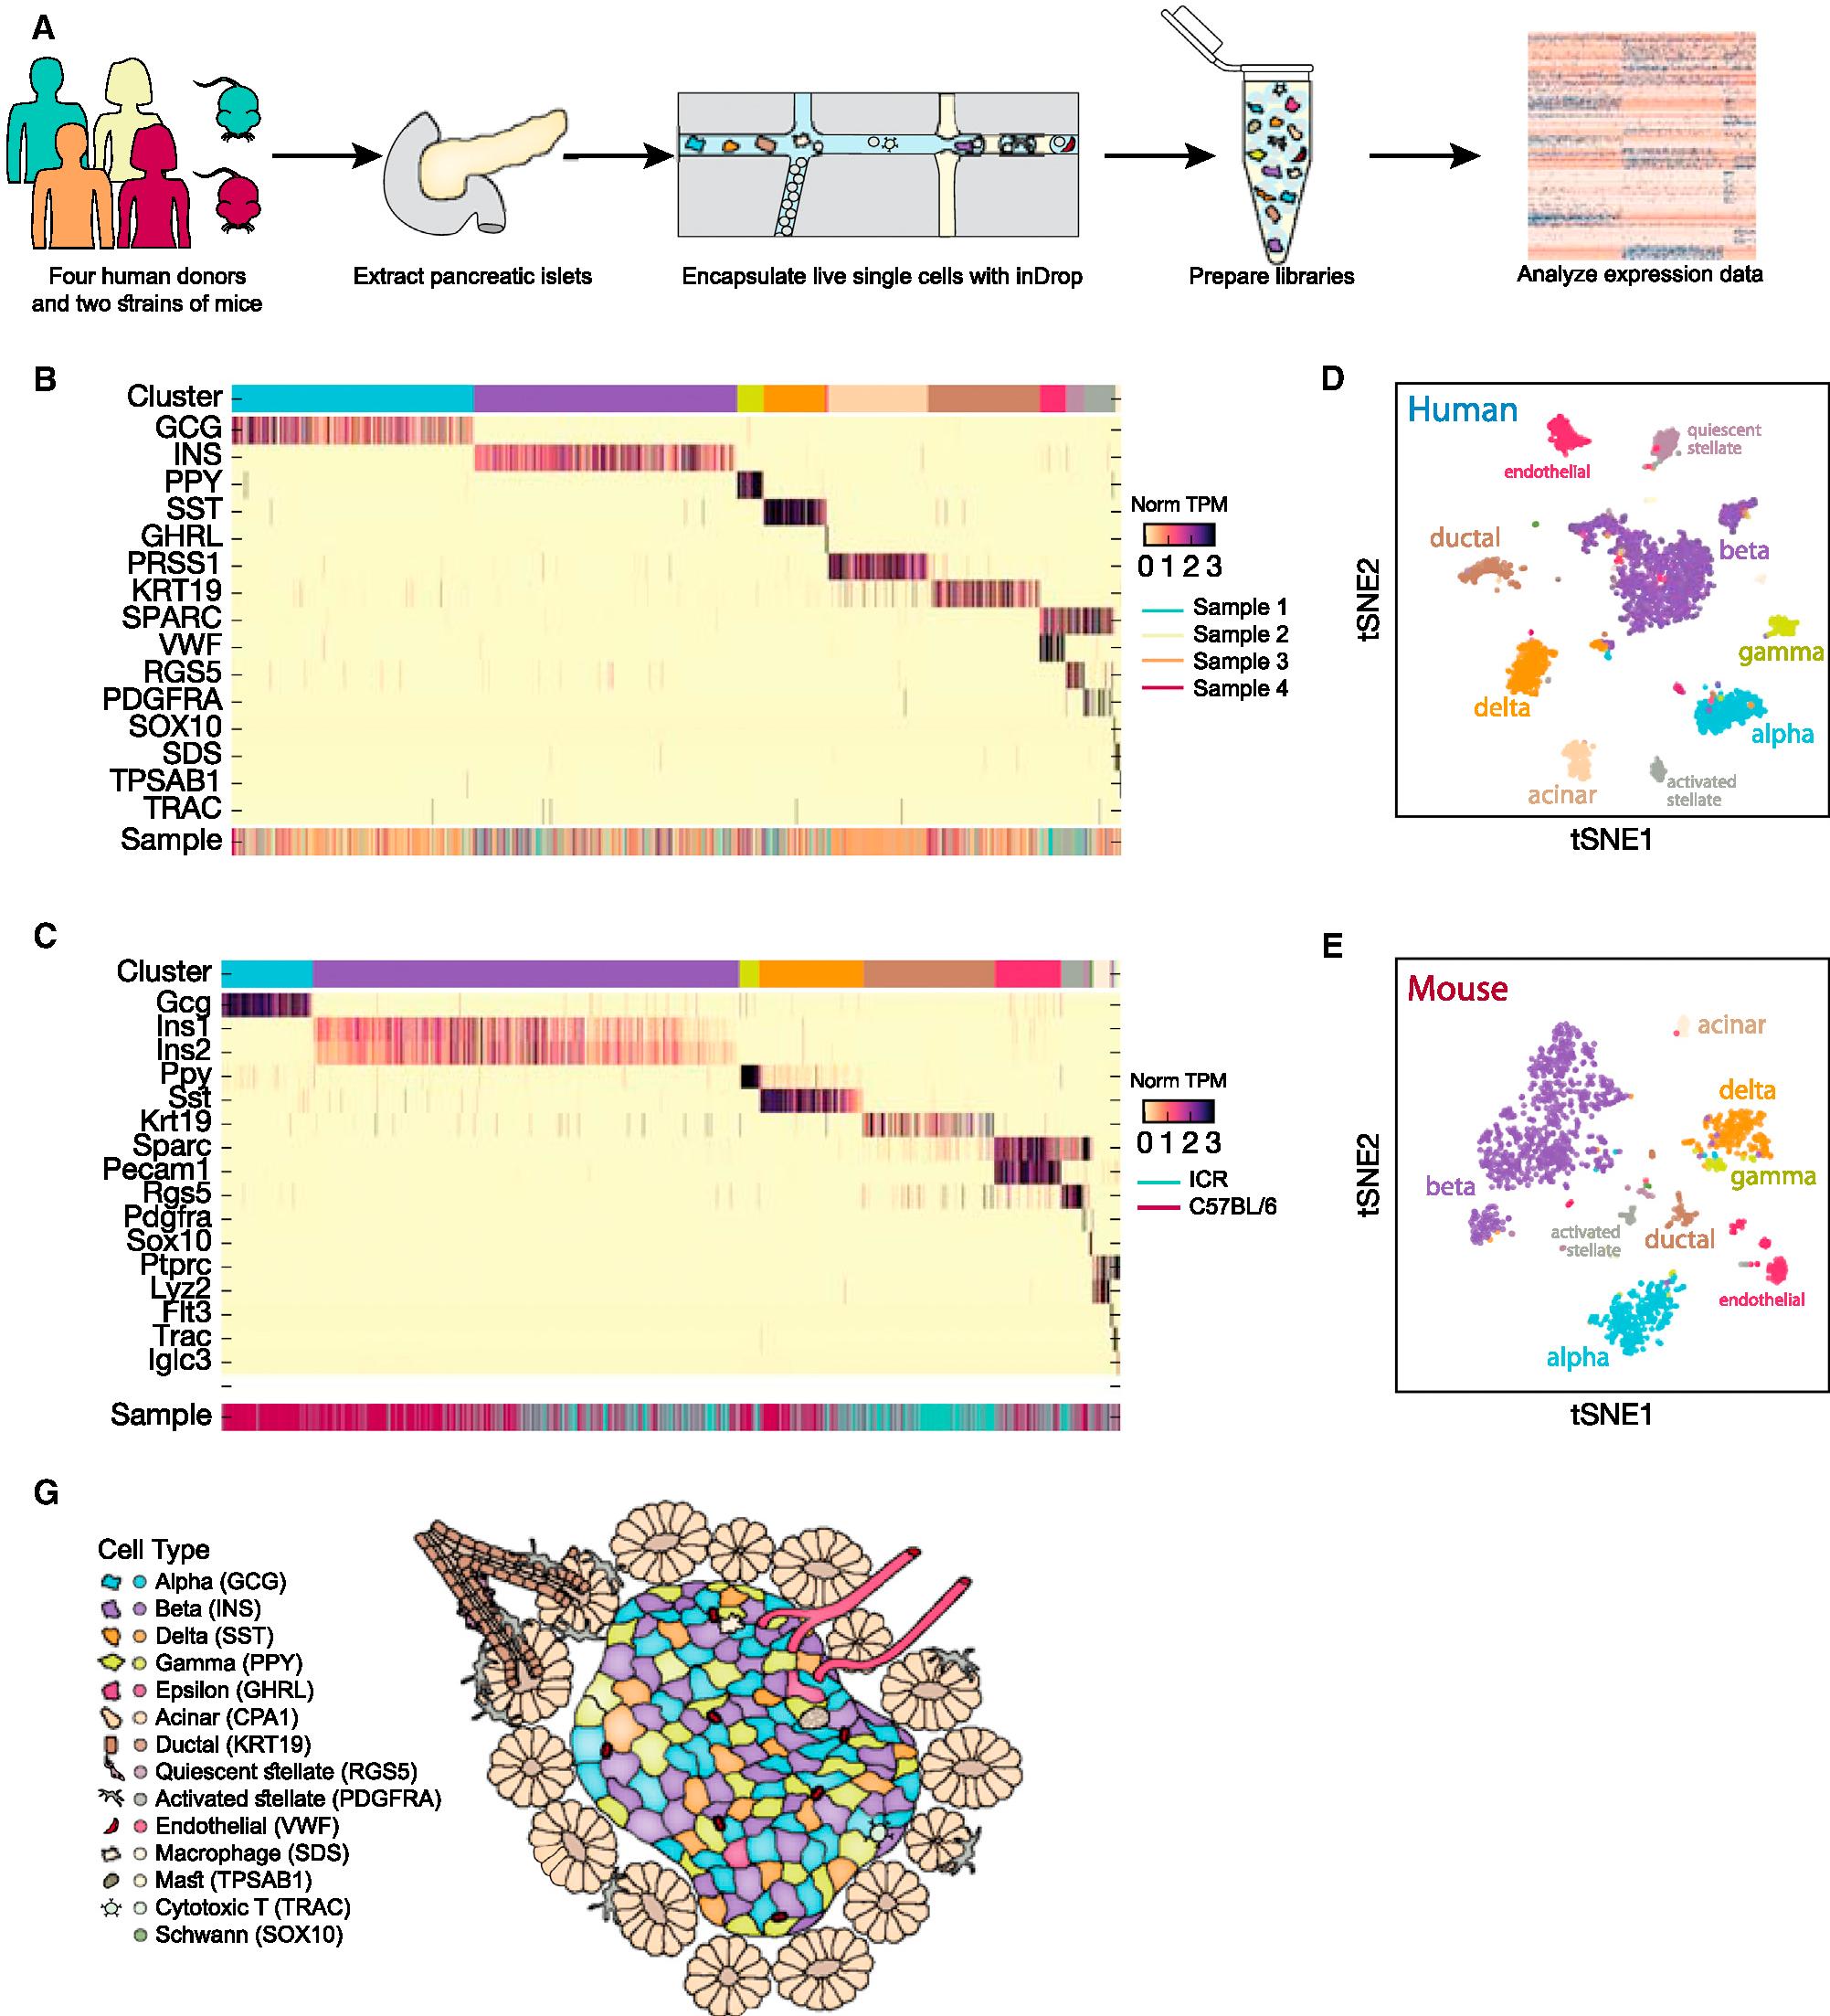 A
Four human donors
and two strains of mice
Extract pancreatic islets
Encapsulate live single cells with inDrop
Prepare libraries
Analyze expression data
B
Cluster
GCG
INS
PPY
SST
GHRL
PRSS1
KRT19
SPARC
VWF
RGS5
PDGFRA
SOX10
SDS
TPSAB1
TRAC
Sample
Norm TPM
0 1 2 3
Sample 1
Sample 2
Sample 3
Sample 4
D
Human
endothelial
quiescent
stellate
ductal
beta
gamma
delta
alpha
acinar
activated
stellate
tSNE2
tSNE1
C
Cluster
Gcg
Ins1
Ins2
Ppy
Sst
Krt19
Sparc
Pecam1
Rgs5
Pdgfra
Sox10
Ptprc
Lyz2
Flt3
Trac
Iglc3
Sample
Norm TPM
0 1 2 3
ICR
C57BL/6
E
Mouse
acinar
delta
gamma
beta
activated
stellate
ductal
endothelial
alpha
tSNE2
tSNE1
G
Cell Type
Alpha (GCG)
Beta (INS)
Delta (SST)
Gamma (PPY)
Epsilon (GHRL)
Acinar (CPA1)
Ductal (KRT19)
Quiescent stellate (RGS5)
Activated stellate (PDGFRA)
Endothelial (VWF)
Macrophage (SDS)
Mast (TPSAB1)
Cytotoxic T (TRAC)
Schwann (SOX10)